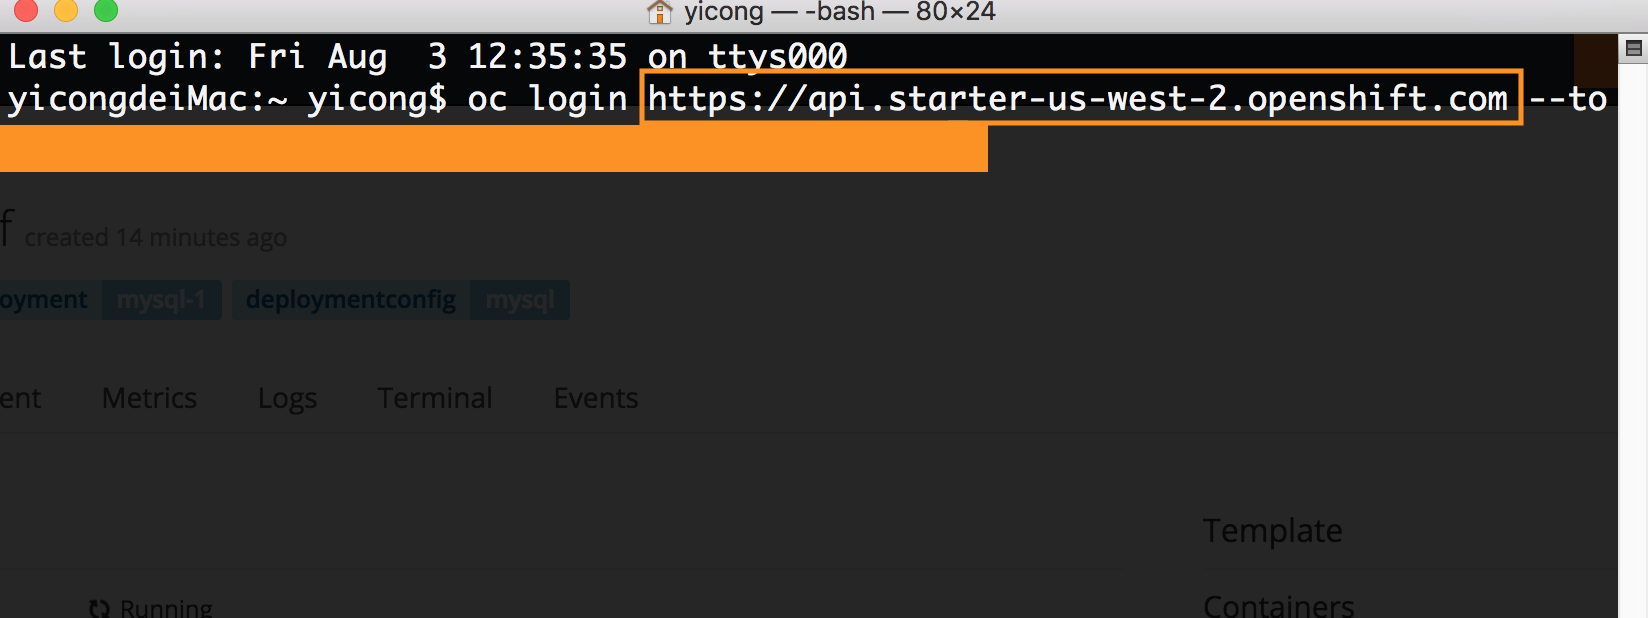 yicong — -bash — 80×24
Last login: Fri Aug  3 12:35:35 on ttys000
yicongdeiMac:~ yicong$ oc login https://api.starter-us-west-2.openshift.com --to
f created 14 minutes ago
oyment mysql-1 deploymentconfig mysql
ent Metrics Logs Terminal Events
Template
Running
Containers